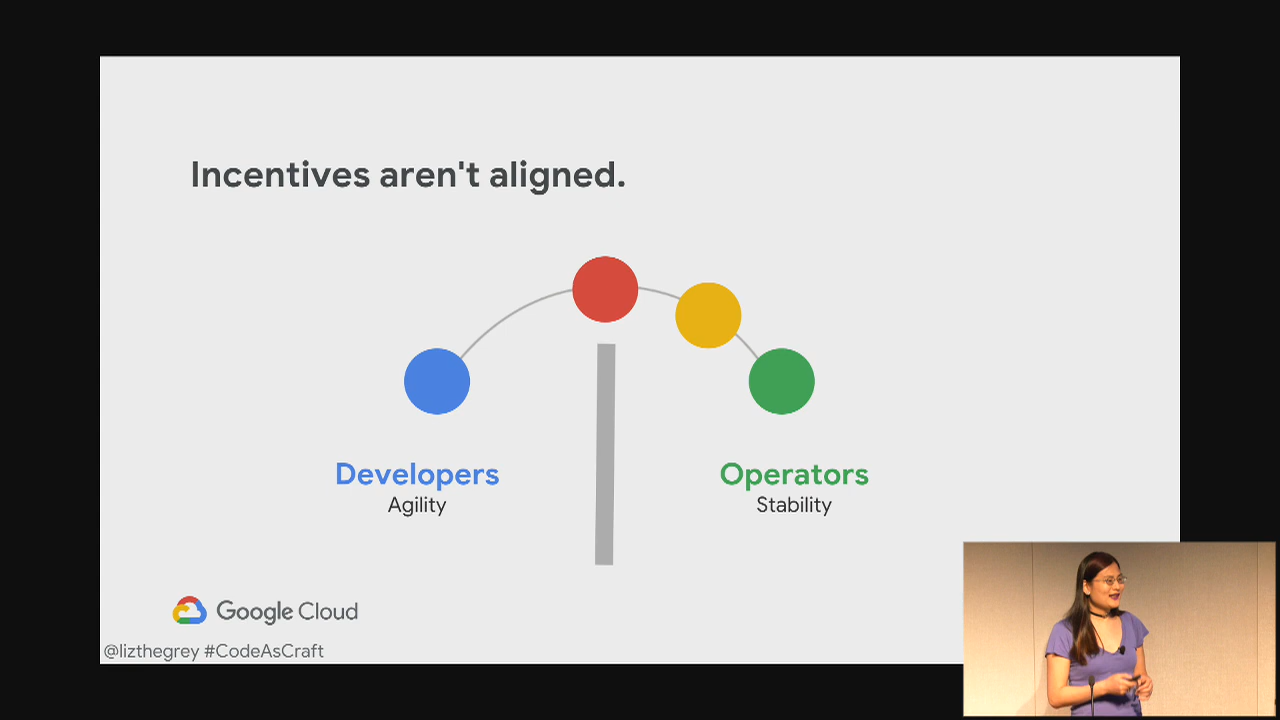 Incentives aren't aligned.
Developers
Agility
Operators
Stability
Google Cloud
@lizthegrey #CodeAsCraft